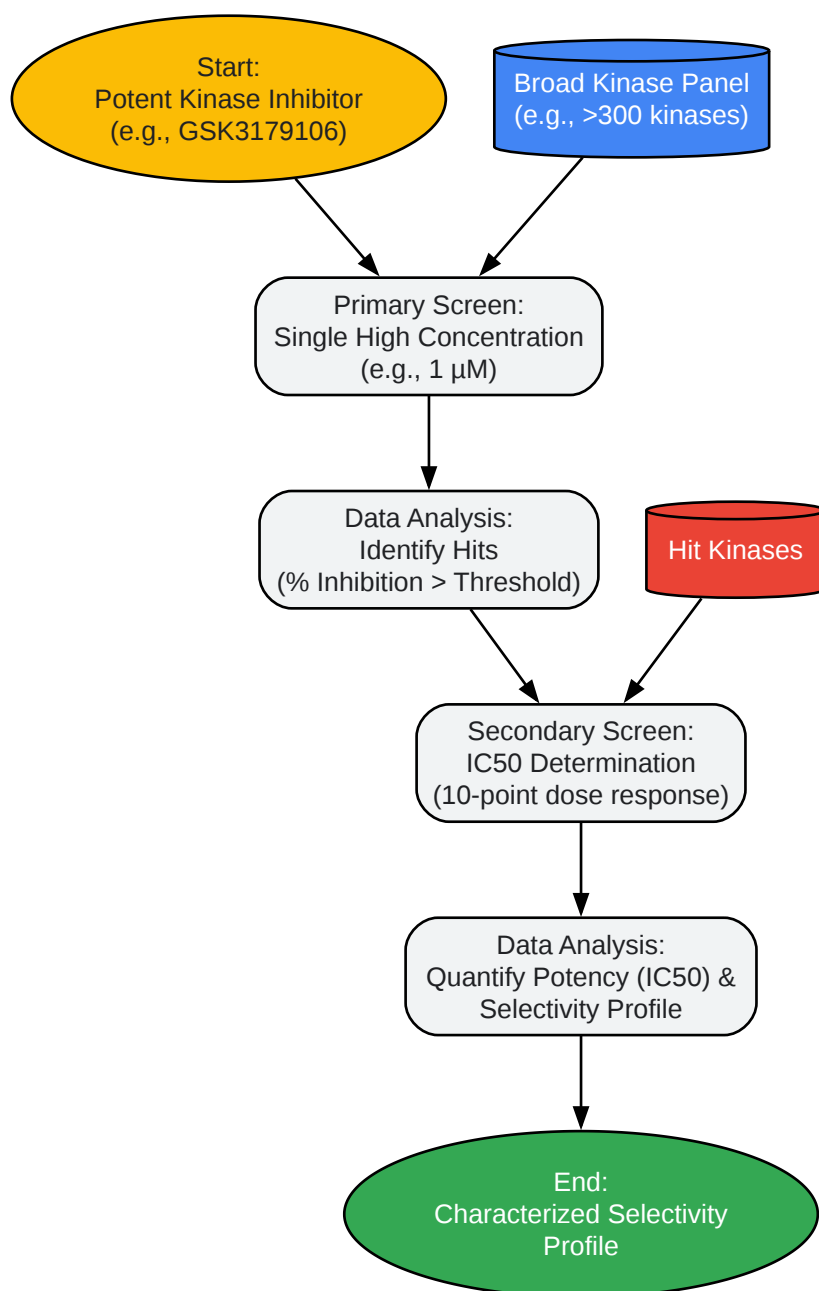 Start:
Potent Kinase Inhibitor
(e.g., GSK3179106)
Broad Kinase Panel
(e.g., >300 kinases)
Primary Screen:
Single High Concentration
(e.g., 1 µM)
Data Analysis:
Identify Hits
(% Inhibition > Threshold)
Hit Kinases
Secondary Screen:
IC50 Determination
(10-point dose response)
Data Analysis:
Quantify Potency (IC50) &
Selectivity Profile
End:
Characterized Selectivity
Profile